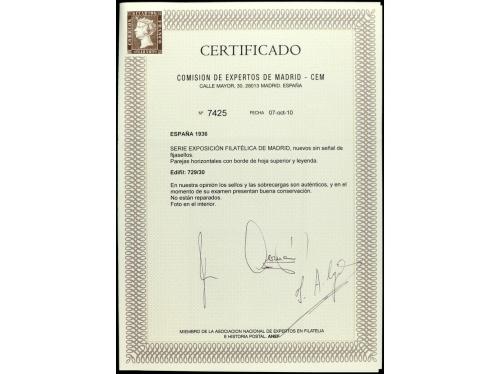 CERTIFICADO
COMISION DE EXPERTOS DE MADRID - CEM
CALLE MAYOR, 30. 28013 MADRID. ESPAÑA
Nº 7425 FECHA 07-oct-10
ESPAÑA 1936
SERIE EXPOSICIÓN FILATÉLICA DE MADRID, nuevos sin señal de
fijasellos.
Parejas horizontales con borde de hoja superior y leyenda.
Edifil: 729/30
En nuestra opinión los sellos y las sobrecargas son auténticos, y en el
momento de su examen presentan buena conservación.
No están reparados.
Foto en el interior.
MIEMBRO DE LA ASOCIACION NACIONAL DE EXPERTOS EN FILATELIA
E HISTORIA POSTAL. ANEF